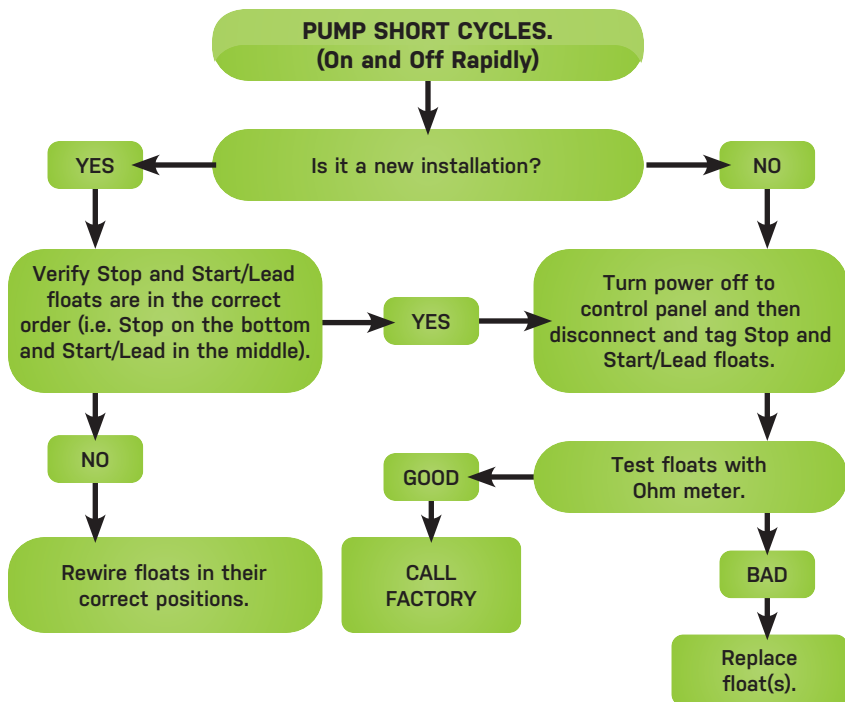 PUMP SHORT CYCLES.
(On and Off Rapidly)
Is it a new installation?
YES
NO
Verify Stop and Start/Lead
floats are in the correct
order (i.e. Stop on the bottom
and Start/Lead in the middle).
YES
Turn power off to
control panel and then
disconnect and tag Stop and
Start/Lead floats.
NO
Rewire floats in their
correct positions.
Test floats with
Ohm meter.
GOOD
CALL
FACTORY
BAD
Replace
float(s).